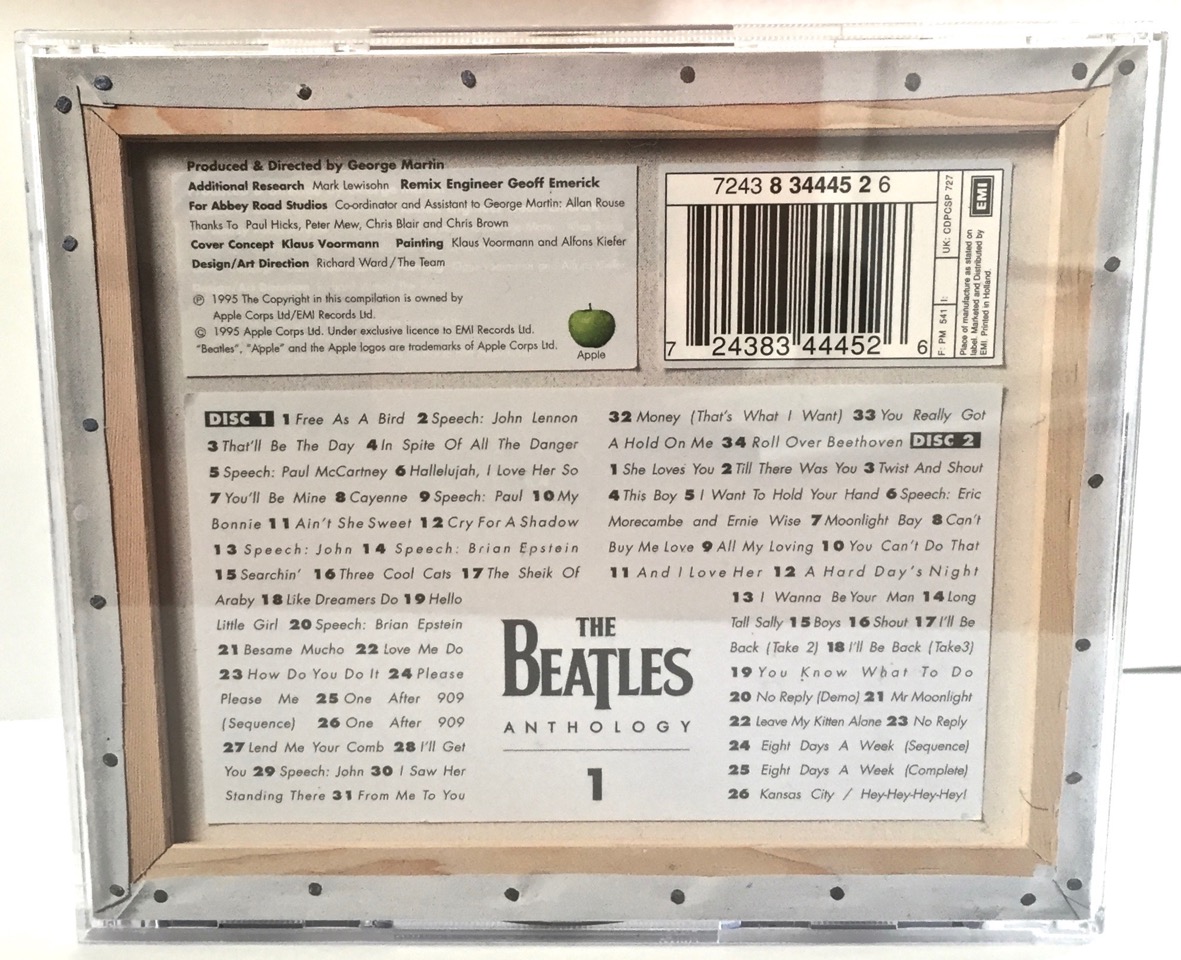 Produced & Directed by George Martin
Additional Research Mark Lewisohn Remix Engineer Geoff Emerick
For Abbey Road Studios Co-ordinator and Assistant to George Martin: Allan Rouse
Thanks To Paul Hicks, Peter Mew, Chris Blair and Chris Brown
Cover Concept Klaus Voormann Painting Klaus Voormann and Alfons Kiefer
Design/Art Direction Richard Ward/The Team
℗ 1995 The Copyright in this compilation is owned by
Apple Corps Ltd/EMI Records Ltd.
© 1995 Apple Corps Ltd. Under exclusive licence to EMI Records Ltd.
"Beatles", "Apple" and the Apple logos are trademarks of Apple Corps Ltd.
Apple
7243 8 34445 2 6
7 24383 44452 6
UK: CDPCSP 727
F: PM 541 I:
EMI
Place of manufacture as stated on
label. Marketed and Distributed by
EMI. Printed in Holland.
DISC 1 1 Free As A Bird 2 Speech: John Lennon
3 That'll Be The Day 4 In Spite Of All The Danger
5 Speech: Paul McCartney 6 Hallelujah, I Love Her So
7 You'll Be Mine 8 Cayenne 9 Speech: Paul 10 My
Bonnie 11 Ain't She Sweet 12 Cry For A Shadow
13 Speech: John 14 Speech: Brian Epstein
15 Searchin' 16 Three Cool Cats 17 The Sheik Of
Araby 18 Like Dreamers Do 19 Hello
Little Girl 20 Speech: Brian Epstein
21 Besame Mucho 22 Love Me Do
23 How Do You Do It 24 Please
Please Me 25 One After 909
(Sequence) 26 One After 909
27 Lend Me Your Comb 28 I'll Get
You 29 Speech: John 30 I Saw Her
Standing There 31 From Me To You
32 Money (That's What I Want) 33 You Really Got
A Hold On Me 34 Roll Over Beethoven DISC 2
1 She Loves You 2 Till There Was You 3 Twist And Shout
4 This Boy 5 I Want To Hold Your Hand 6 Speech: Eric
Morecambe and Ernie Wise 7 Moonlight Bay 8 Can't
Buy Me Love 9 All My Loving 10 You Can't Do That
11 And I Love Her 12 A Hard Day's Night
13 I Wanna Be Your Man 14 Long
Tall Sally 15 Boys 16 Shout 17 I'll Be
Back (Take 2) 18 I'll Be Back (Take3)
19 You Know What To Do
20 No Reply (Demo) 21 Mr Moonlight
22 Leave My Kitten Alone 23 No Reply
24 Eight Days A Week (Sequence)
25 Eight Days A Week (Complete)
26 Kansas City / Hey-Hey-Hey-Hey!
THE
BEATLES
ANTHOLOGY
1